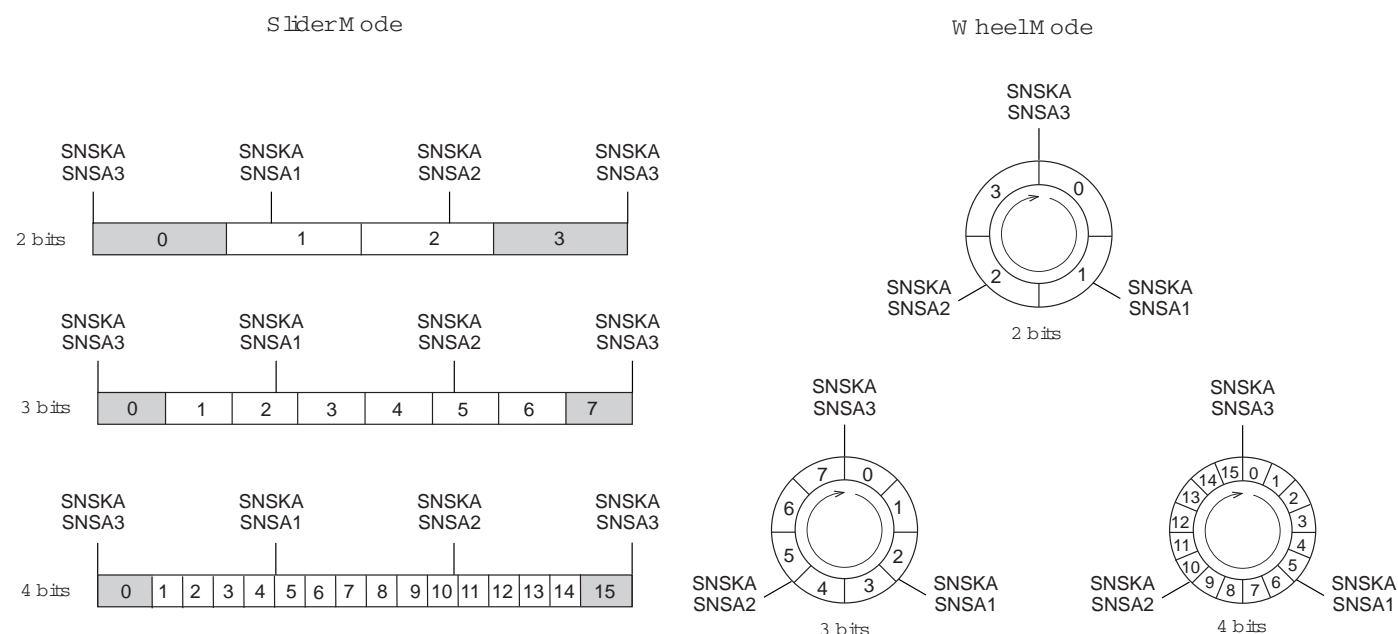 Slider Mode
SNSKA SNSKA SNSKA SNSKA
SNSA3 SNSA1 SNSA2 SNSA3
2 bits 0 1 2 3
SNSKA SNSKA SNSKA SNSKA
SNSA3 SNSA1 SNSA2 SNSA3
3 bits 0 1 2 3 4 5 6 7
SNSKA SNSKA SNSKA SNSKA
SNSA3 SNSA1 SNSA2 SNSA3
4 bits 0 1 2 3 4 5 6 7 8 9 10 11 12 13 14 15
Wheel Mode
SNSKA
SNSA3
3 0
2 1
SNSKA SNSKA
SNSA2 SNSA1
2 bits
SNSKA
SNSA3
7 0
6 1
5 2
4 3
SNSKA SNSKA
SNSA2 SNSA1
3 bits
SNSKA
SNSA3
15 0
14 1
13 2
12 3
11 4
10 5
9 6
8 7
SNSKA SNSKA
SNSA2 SNSA1
4 bits